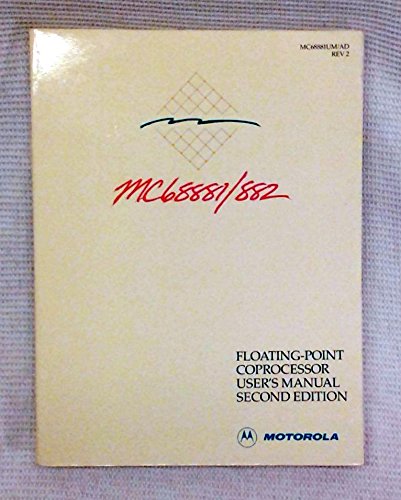 MC68881UM/AD
REV 2
MC68881/882
FLOATING-POINT
COPROCESSOR
USER'S MANUAL
SECOND EDITION
MOTOROLA